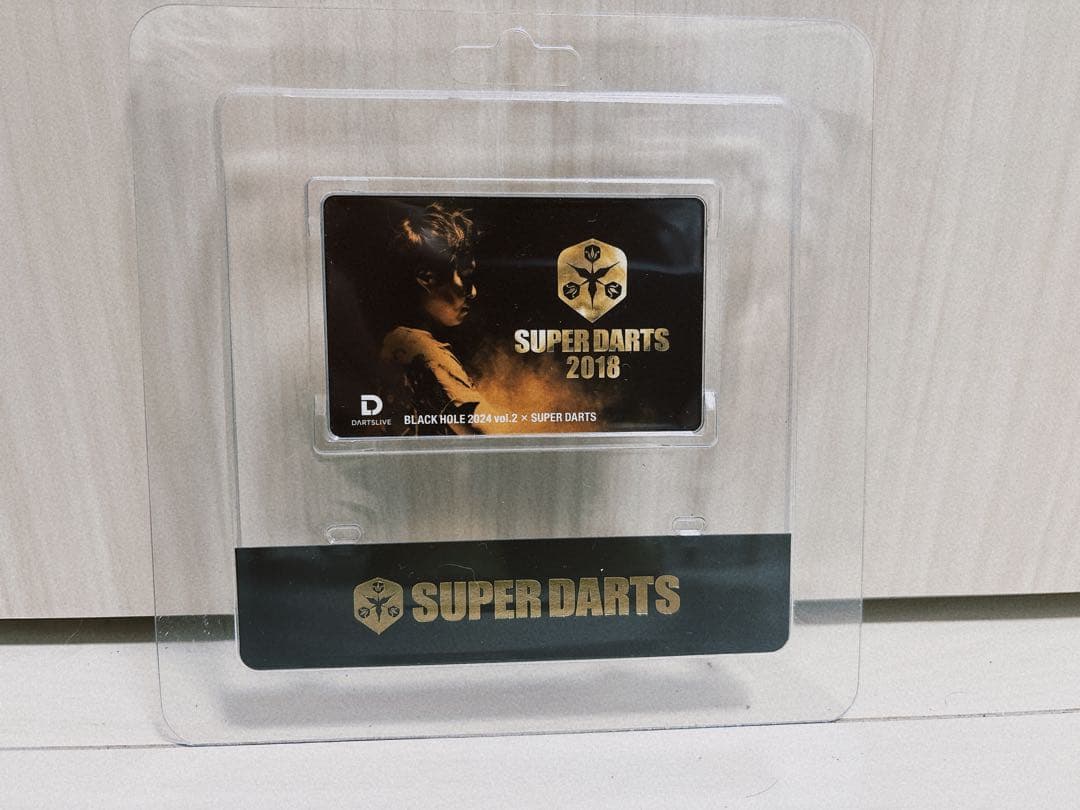 SUPER DARTS
2018
DARTSLIVE
BLACK HOLE 2024 vol.2 × SUPER DARTS
SUPER DARTS